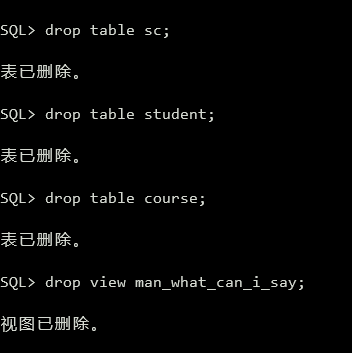 SQL> drop table sc;
表已删除。
SQL> drop table student;
表已删除。
SQL> drop table course;
表已删除。
SQL> drop view man_what_can_i_say;
视图已删除。